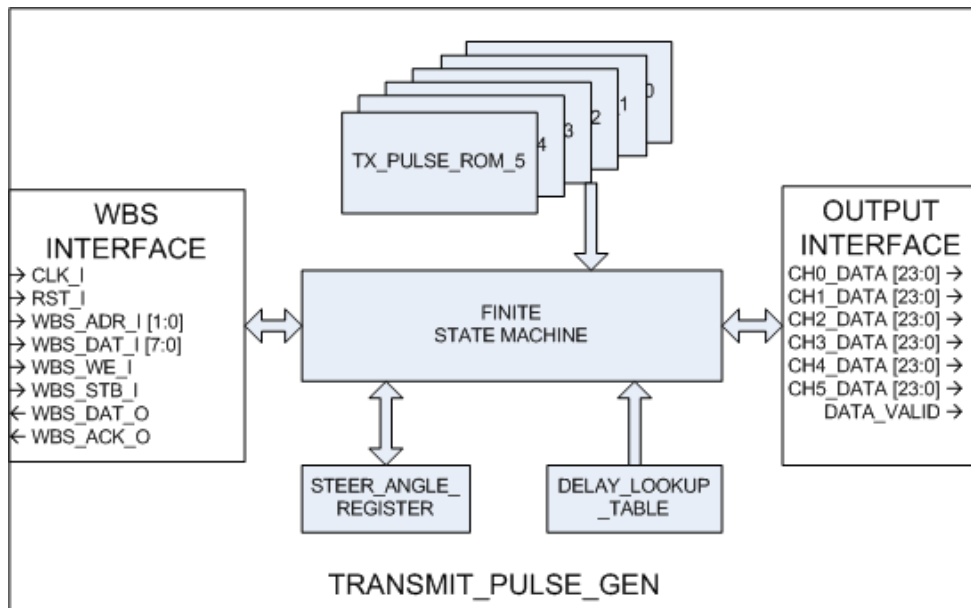 0
1
2
3
4
TX_PULSE_ROM_5
WBS
INTERFACE
→ CLK_I
→ RST_I
→ WBS_ADR_I [1:0]
→ WBS_DAT_I [7:0]
→ WBS_WE_I
→ WBS_STB_I
← WBS_DAT_O
← WBS_ACK_O
FINITE
STATE MACHINE
OUTPUT
INTERFACE
CH0_DATA [23:0] →
CH1_DATA [23:0] →
CH2_DATA [23:0] →
CH3_DATA [23:0] →
CH4_DATA [23:0] →
CH5_DATA [23:0] →
DATA_VALID →
STEER_ANGLE_
REGISTER
DELAY_LOOKUP
_TABLE
TRANSMIT_PULSE_GEN